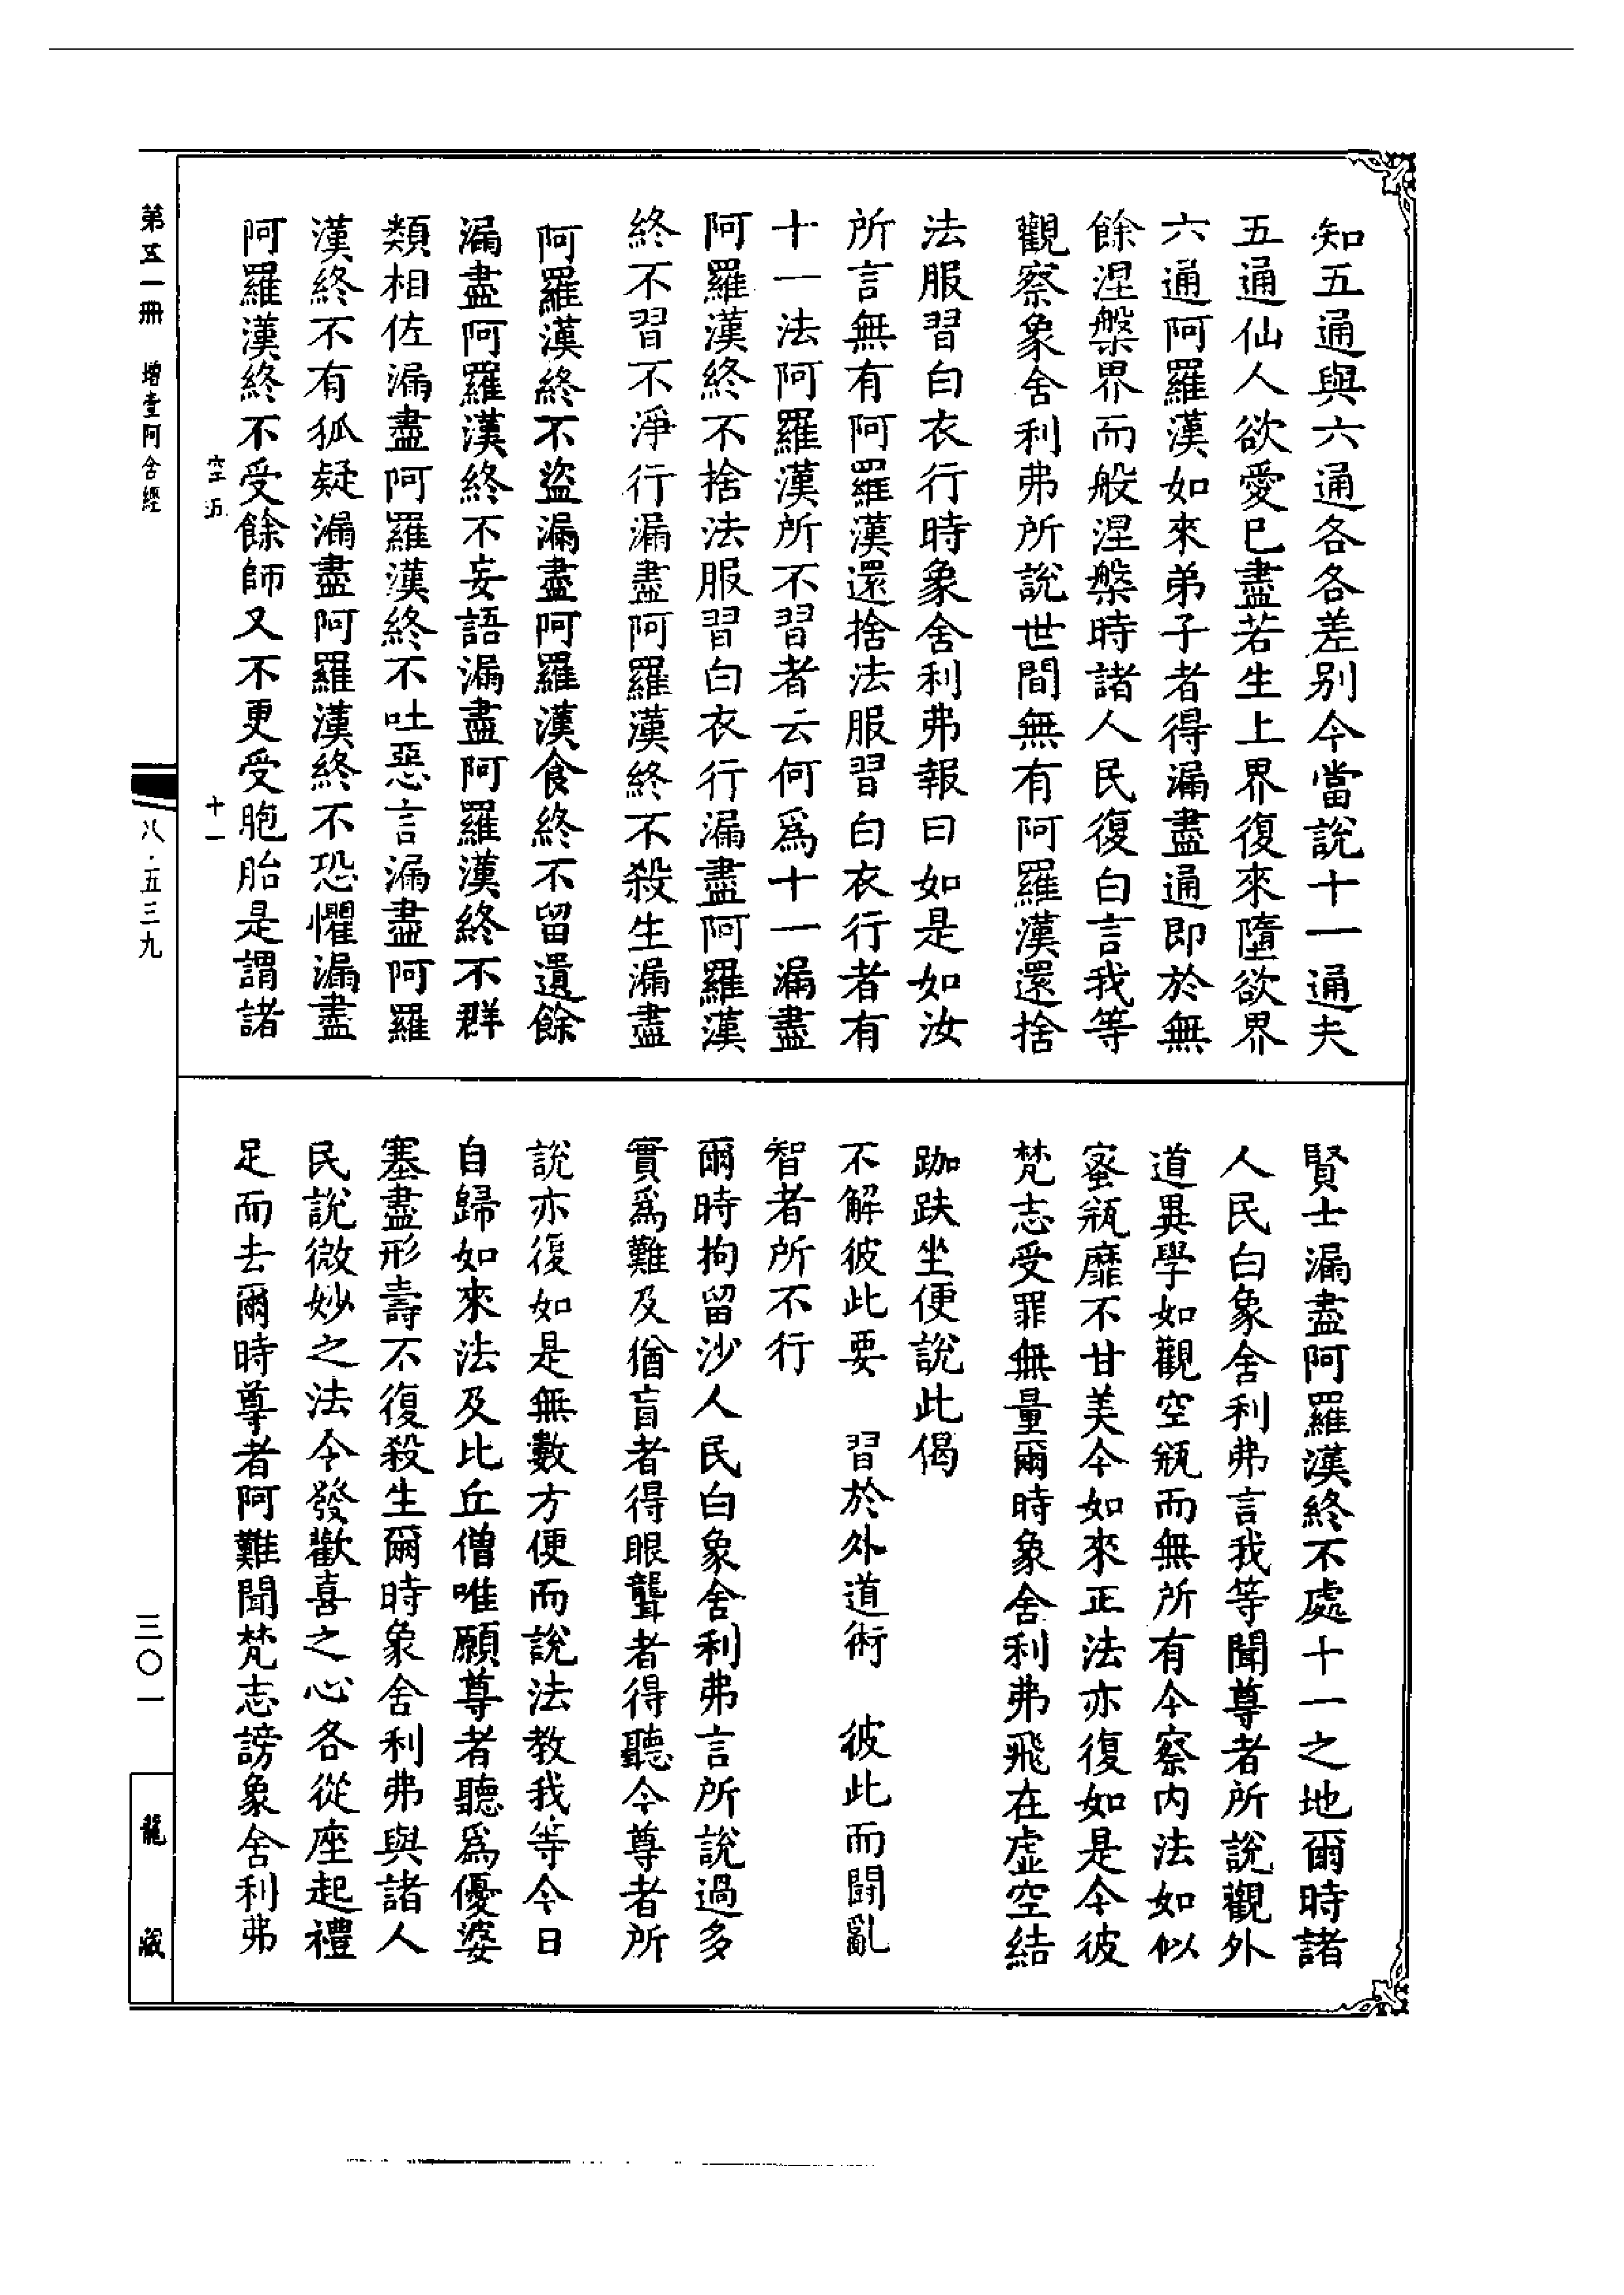 知五通與六通各各差別今當說十一通夫
五通仙人欲愛已盡若生上界復來墮欲界
六通阿羅漢如來弟子者得漏盡通即於無
餘涅槃界而般涅槃時諸人民復白言我等
觀察象舍利弗所說世間無有阿羅漢還捨
法服習白衣行時象舍利弗報曰如是如汝
所言無有阿羅漢還捨法服習白衣行者有
十一法阿羅漢所不習者云何為十一漏盡
阿羅漢終不捨法服習白衣行漏盡阿羅漢
終不習不淨行漏盡阿羅漢終不殺生漏盡
阿羅漢終不盜漏盡阿羅漢食終不留遺餘
漏盡阿羅漢終不妄語漏盡阿羅漢終不群
類相佐漏盡阿羅漢終不吐惡言漏盡阿羅
漢終不有狐疑漏盡阿羅漢終不恐懼漏盡
阿羅漢終不受餘師又不更受胞胎是謂諸
賢士漏盡阿羅漢終不處十一之地爾時諸
人民白象舍利弗言我等聞尊者所說觀外
道異學如觀空瓶而無所有今察內法如似
蜜瓶靡不甘美今如來正法亦復如是今彼
梵志受罪無量爾時象舍利弗飛在虛空結
跏趺坐便說此偈
不解彼此要　習於外道術　彼此而鬪亂
智者所不行
爾時拘留沙人民白象舍利弗言所說過多
實為難及猶盲者得眼聾者得聽今尊者所
說亦復如是無數方便而說法教我等今日
自歸如來法及比丘僧唯願尊者聽為優婆
塞盡形壽不復殺生爾時象舍利弗與諸人
民說微妙之法令發歡喜之心各從座起禮
足而去爾時尊者阿難聞梵志謗象舍利弗
空五　十一
第五一冊　增壹阿含經　八·五三九　三〇一　龍藏